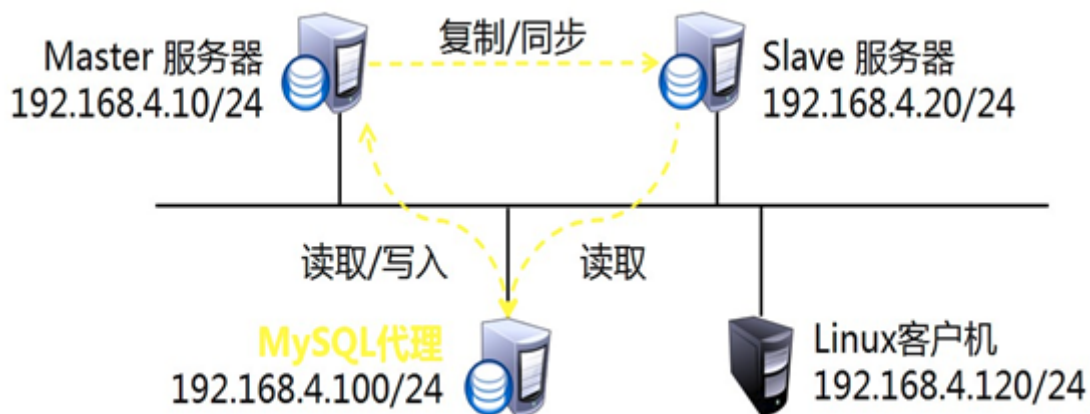 Master 服务器
192.168.4.10/24
复制/同步
Slave 服务器
192.168.4.20/24
读取/写入
读取
MySQL代理
192.168.4.100/24
Linux客户机
192.168.4.120/24